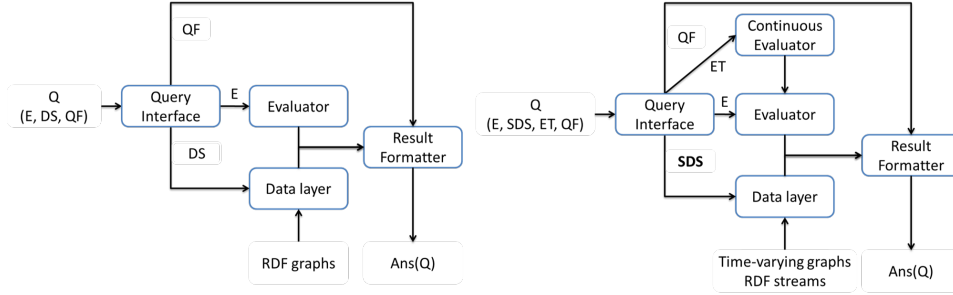 QF
Q
(E, DS, QF)
Query
Interface
E
Evaluator
DS
Result
Formatter
Data layer
RDF graphs
Ans(Q)
QF
Continuous
Evaluator
ET
Q
(E, SDS, ET, QF)
Query
Interface
E
Evaluator
SDS
Result
Formatter
Data layer
Time-varying graphs
RDF streams
Ans(Q)